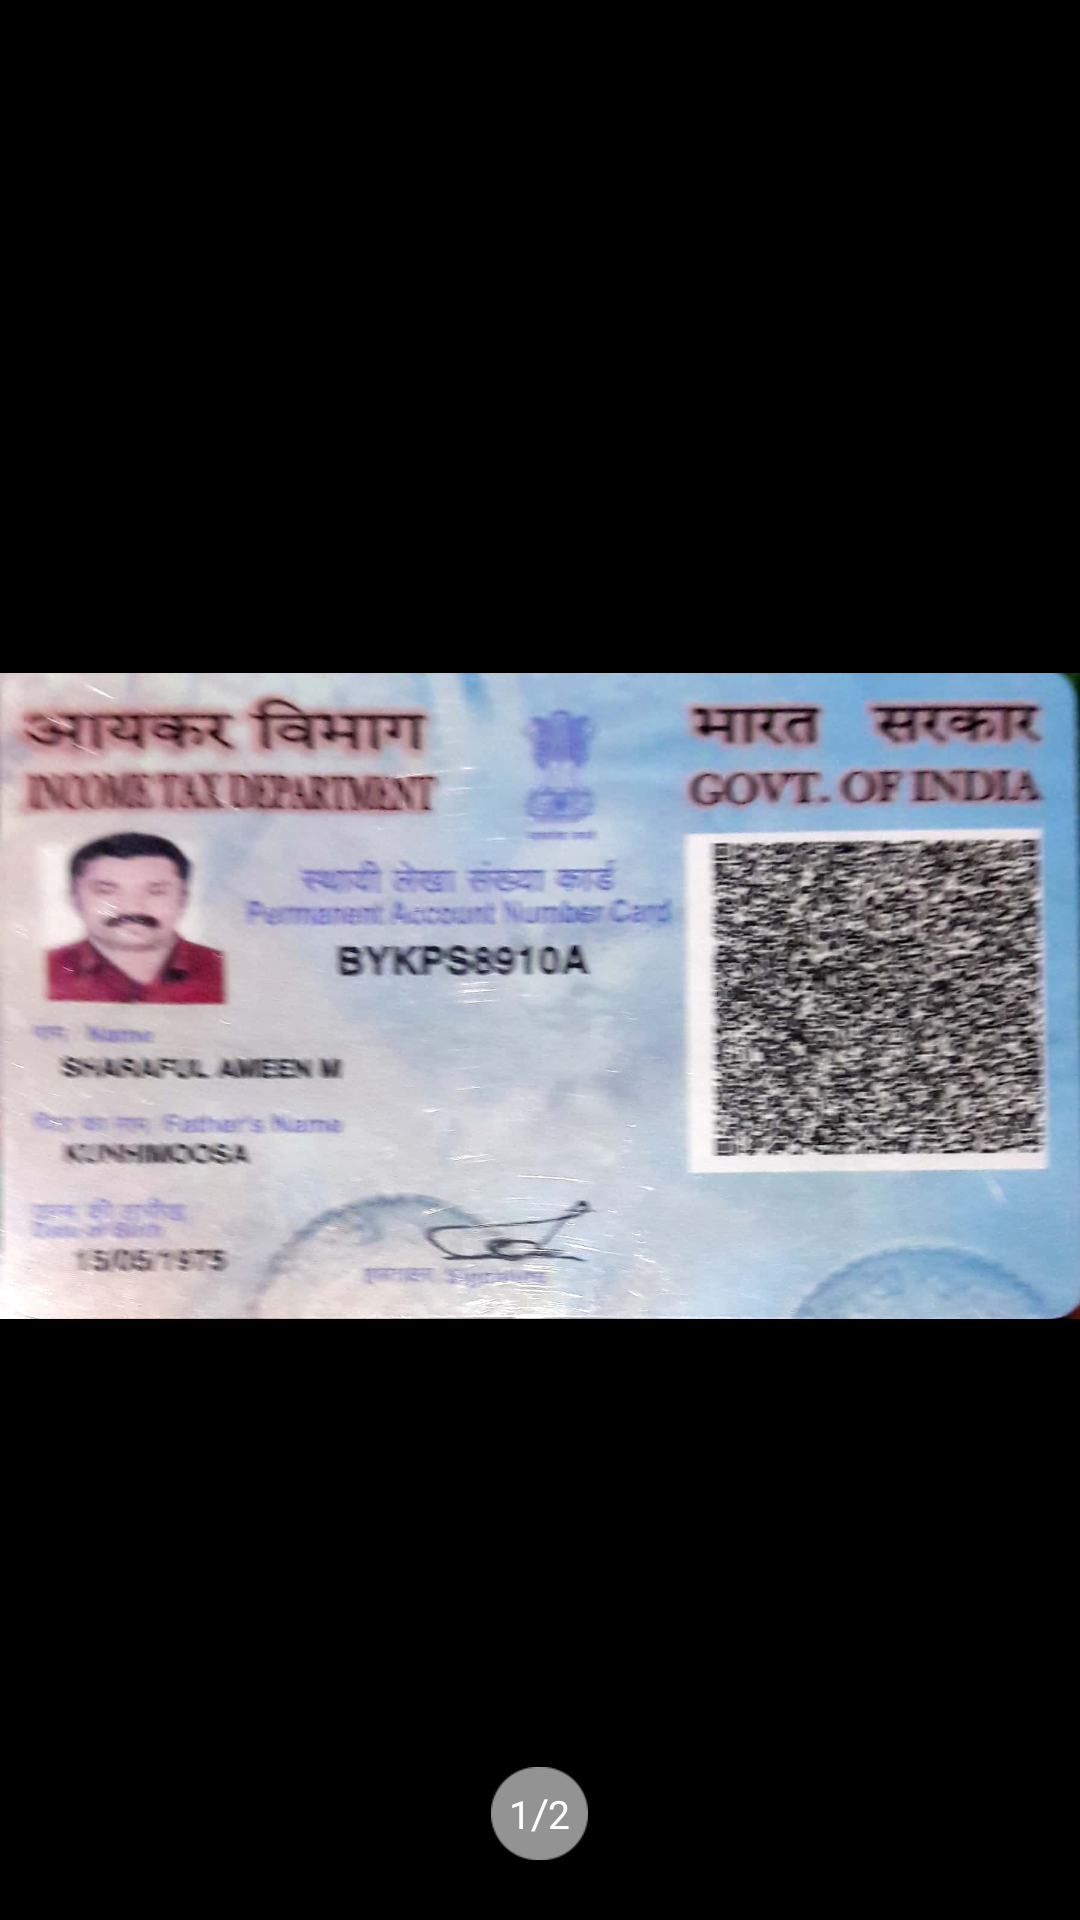 आयकर विभाग
INCOME TAX DEPARTMENT
भारत सरकार
GOVT. OF INDIA
स्थायी लेखा संख्या कार्ड
Permanent Account Number Card
BYKPS8910A
नाम / Name
SHARAFUL AMEEN M
पिता का नाम / Father's Name
KUNHIMOOSA
जन्म की तारीख
Date of Birth
15/05/1975
हस्ताक्षर / Signature
1/2